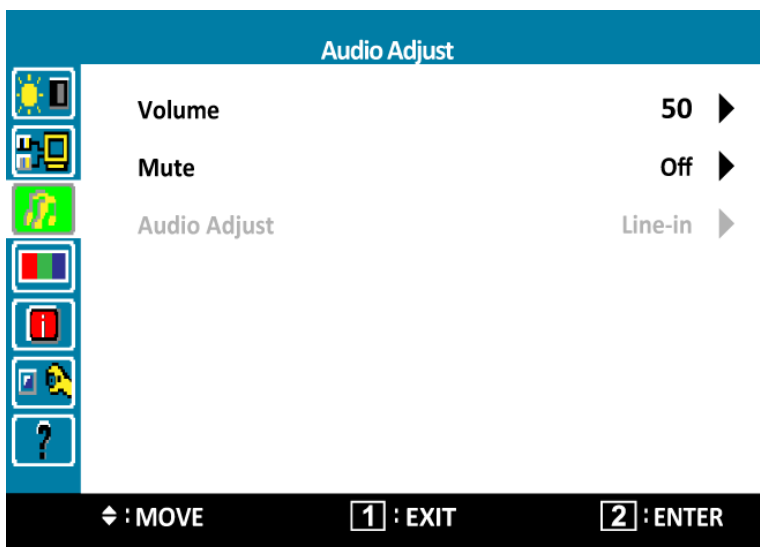 Audio Adjust
Volume 50
Mute Off
Audio Adjust Line-in
i
?
: MOVE 1 : EXIT 2 : ENTER